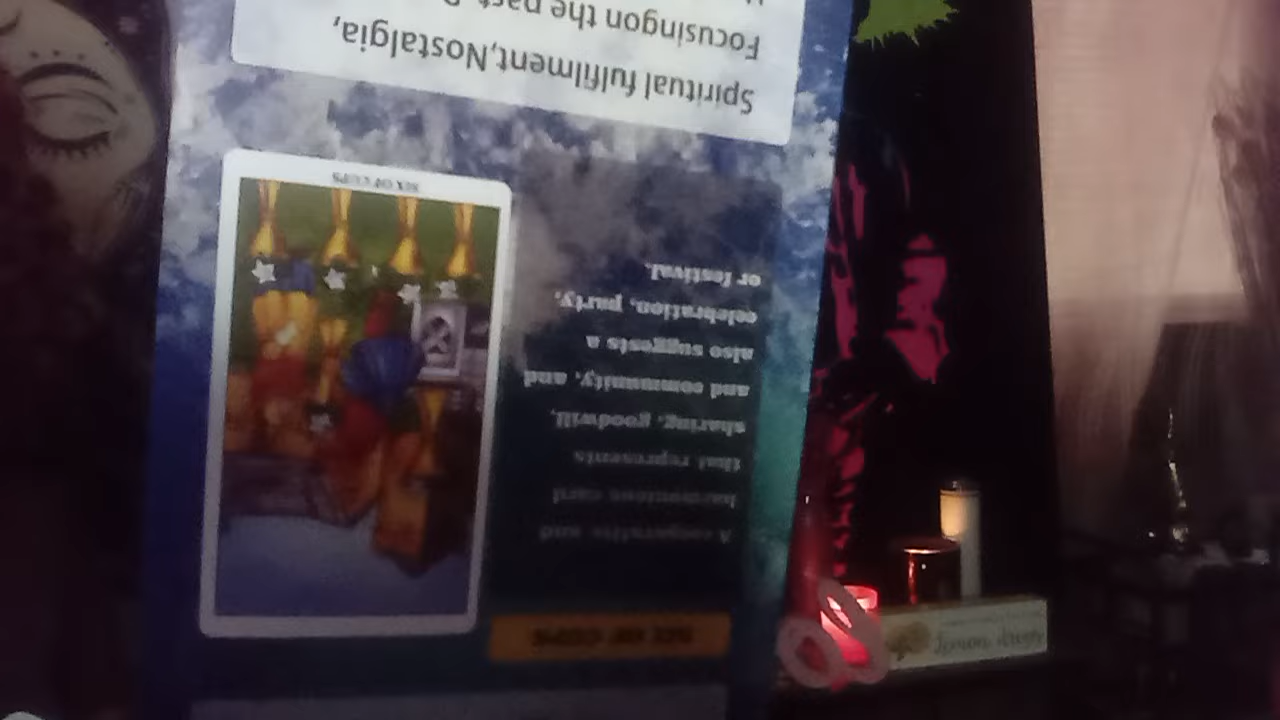 SIX OF CUPS
A cooperative and
harmonious card
that represents
sharing, goodwill,
and community, and
also suggests a
celebration, party,
or festival.
SIX OF CUPS
Spiritual fulfilment,Nostalgia,
Focusingon the past
lemon